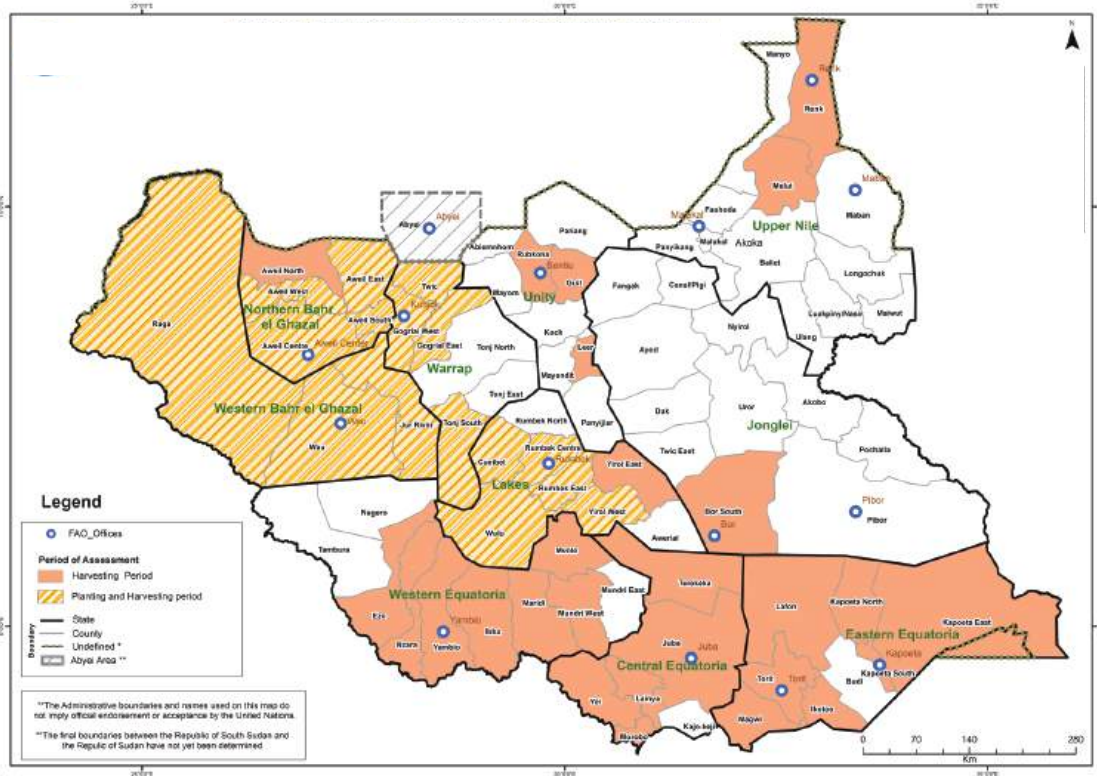 N
Manyo
Renk
Renk
Melut
Maban
Maban
Fashoda
Malakal
Upper Nile
Abyei
Abyei
Pariang
Abiemnhom
Panyikang
Malakal
Akoka
Rubkona
Baliet
Aweil North
Bentiu
Longochuk
Aweil East
Guit
Fangak
Canal/Pigi
Twic
Aweil West
Mayom
Unity
Luakpiny/Nasir
Maiwut
Kuajok
Northern Bahr
el Ghazal
Aweil South
Raga
Gogrial West
Nyirol
Koch
Ulang
Aweil Centre
Aweil Center
Gogrial East
Tonj North
Leer
Ayod
Warrap
Mayendit
Tonj East
Akobo
Western Bahr el Ghazal
Uror
Duk
Wau
Jur River
Tonj South
Rumbek North
Panyijiar
Jonglei
Wau
Rumbek Centre
Twic East
Pochalla
Cueibet
Rumbek
Yirol East
Lakes
Rumbek East
Pibor
Legend
Yirol West
Bor South
Pibor
Nagero
Bor
FAO_Offices
Wulu
Awerial
Tambura
Mvolo
Period of Assessment
Harvesting Period
Terekeka
Mundri East
Planting and Harvesting period
Western Equatoria
Maridi
Lafon
Kapoeta North
Mundri West
Ezo
Kapoeta East
State
Yambio
Ibba
County
Nzara
Yambio
Juba
Juba
Eastern Equatoria
Undefined *
Boundary
Central Equatoria
Kapoeta
Abyei Area **
Kapoeta South
Torit
Torit
Budi
Yei
Lainya
Ikotos
Magwi
Kajo-keji
Morobo
**The Administrative boundaries and names used on this map do
not imply official endorsement or acceptance by the United Nations.
**The final boundaries between the Republic of South Sudan and
the Repulic of Sudan have not yet been determined
0 70 140 280
Km